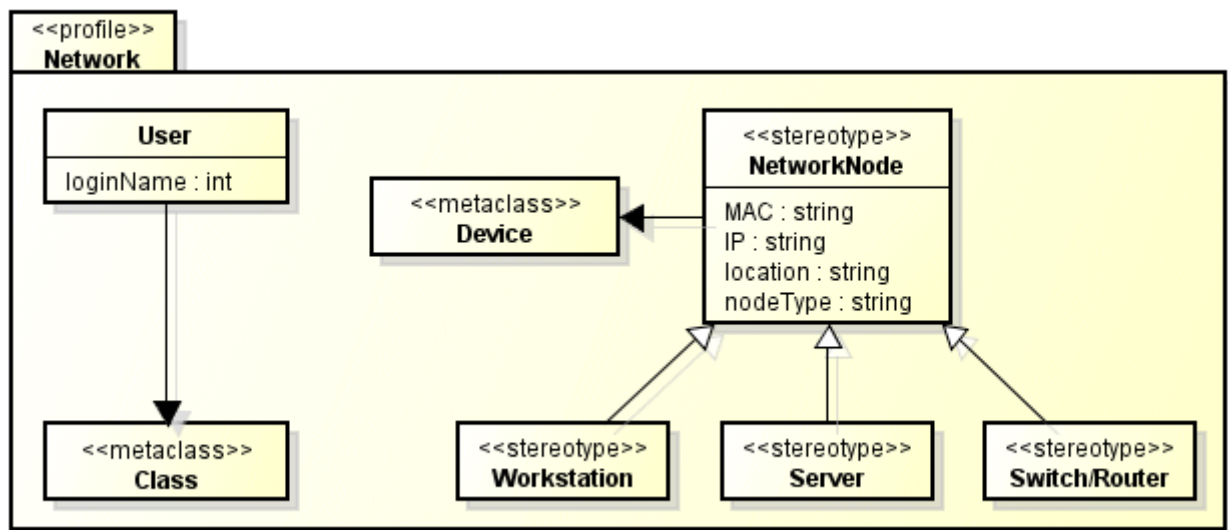 <<profile>>
Network
User
loginName : int
<<stereotype>>
NetworkNode
MAC : string
IP : string
location : string
nodeType : string
<<metaclass>>
Device
<<metaclass>>
Class
<<stereotype>>
Workstation
<<stereotype>>
Server
<<stereotype>>
Switch/Router